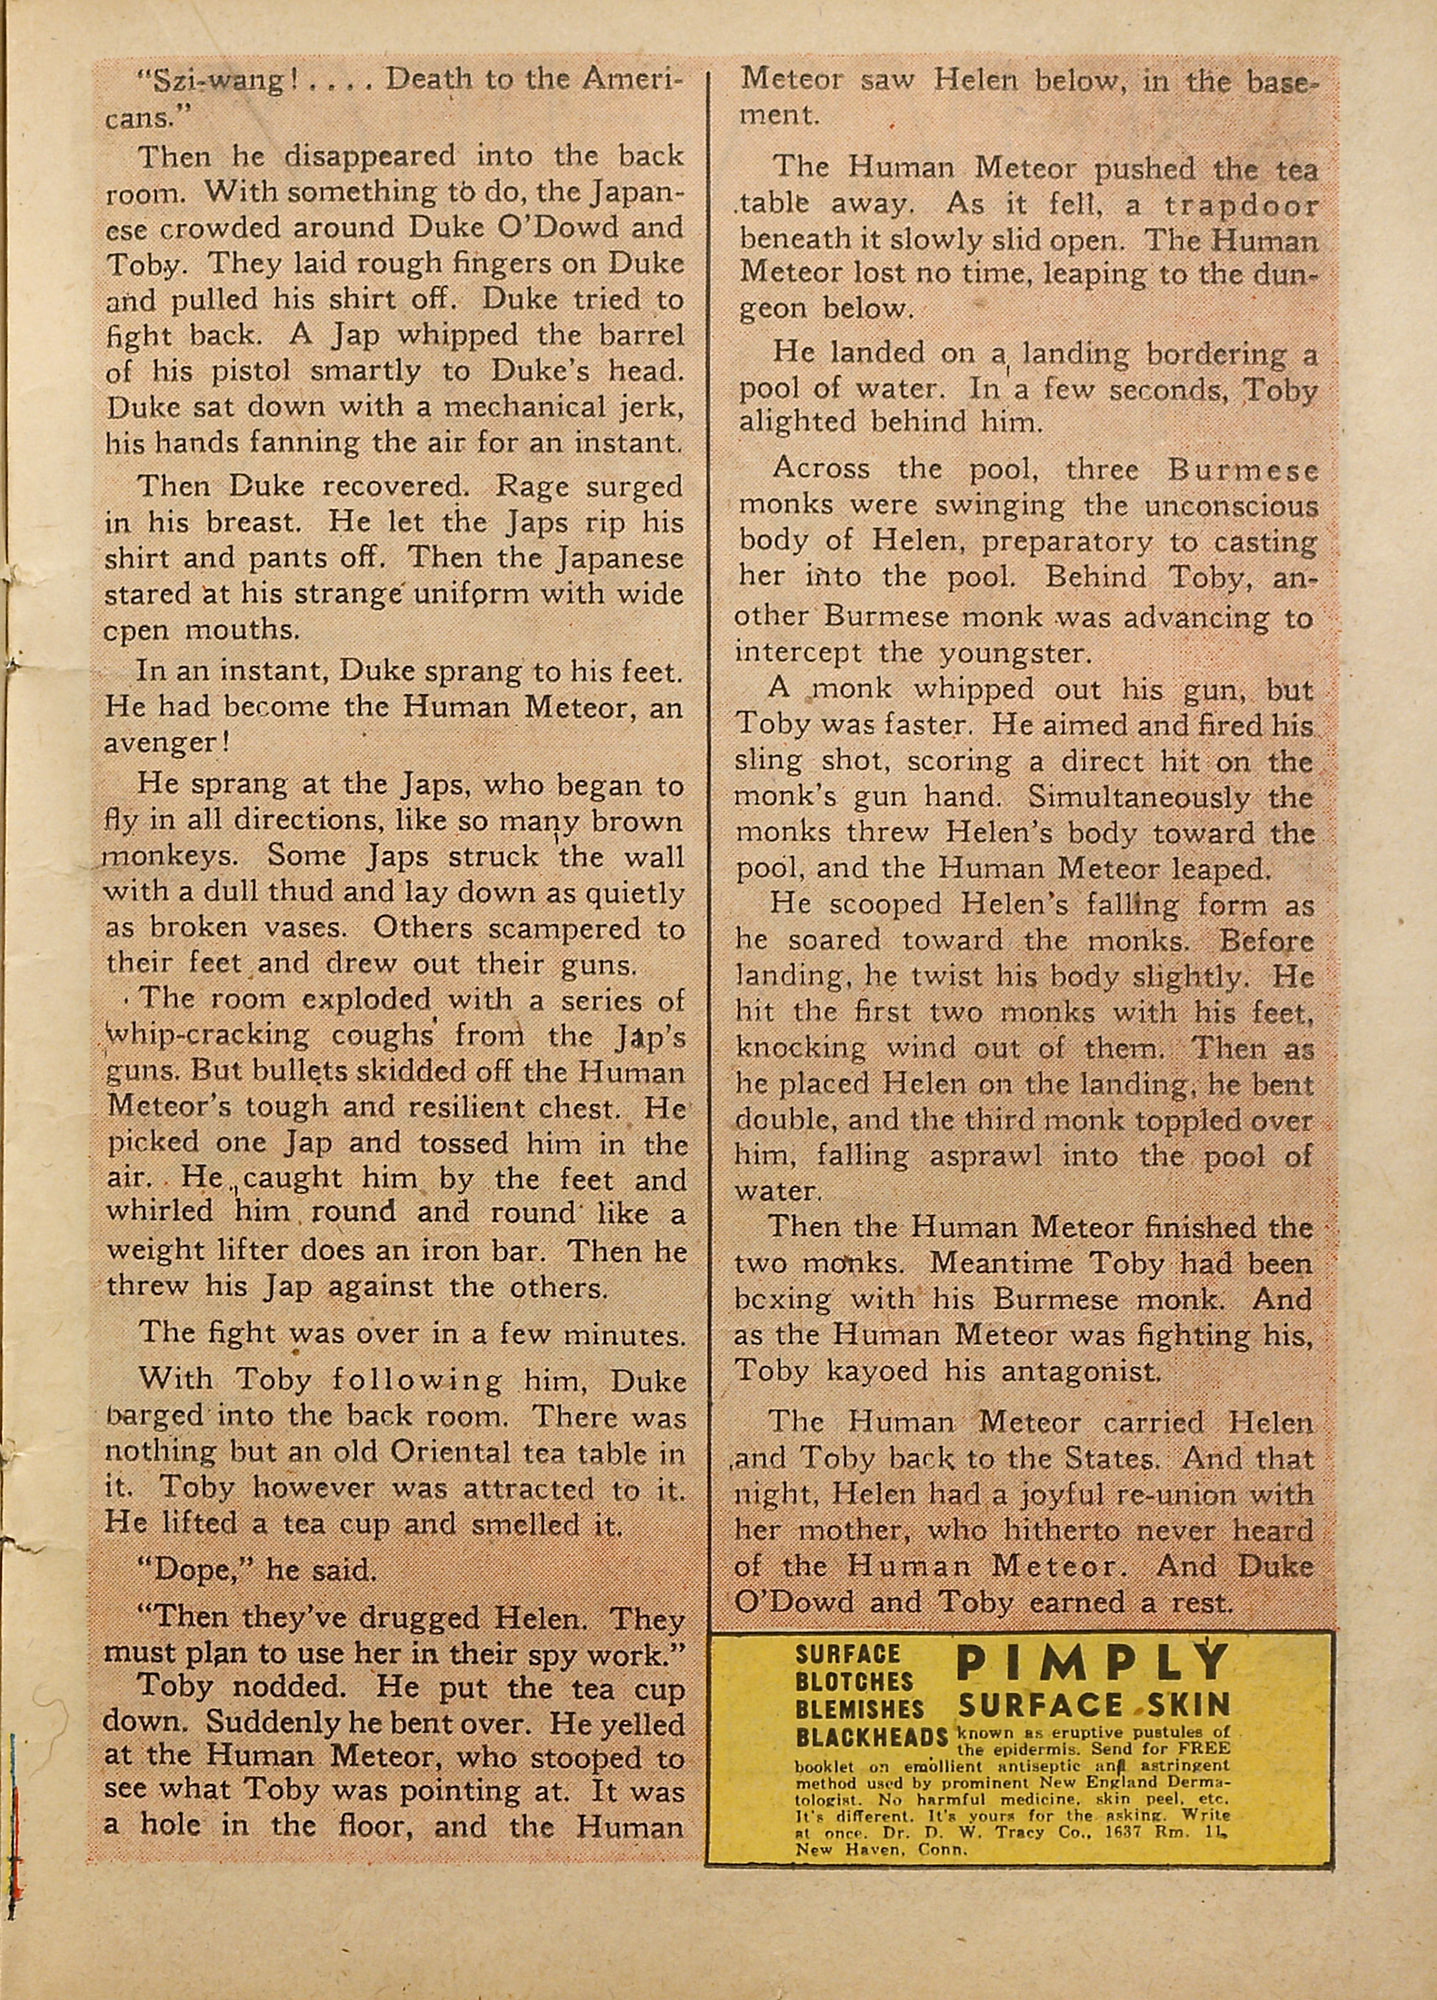 "Szi-wang! . . . . Death to the Ameri-
cans."
Then he disappeared into the back
room. With something to do, the Japan-
ese crowded around Duke O'Dowd and
Toby. They laid rough fingers on Duke
and pulled his shirt off. Duke tried to
fight back. A Jap whipped the barrel
of his pistol smartly to Duke's head.
Duke sat down with a mechanical jerk,
his hands fanning the air for an instant.
Then Duke recovered. Rage surged
in his breast. He let the Japs rip his
shirt and pants off. Then the Japanese
stared at his strange uniform with wide
cpen mouths.
In an instant, Duke sprang to his feet.
He had become the Human Meteor, an
avenger!
He sprang at the Japs, who began to
fly in all directions, like so many brown
monkeys. Some Japs struck the wall
with a dull thud and lay down as quietly
as broken vases. Others scampered to
their feet and drew out their guns.
The room exploded with a series of
whip-cracking coughs from the Jap's
guns. But bullets skidded off the Human
Meteor's tough and resilient chest. He
picked one Jap and tossed him in the
air. He caught him by the feet and
whirled him round and round like a
weight lifter does an iron bar. Then he
threw his Jap against the others.
The fight was over in a few minutes.
With Toby following him, Duke
barged into the back room. There was
nothing but an old Oriental tea table in
it. Toby however was attracted to it.
He lifted a tea cup and smelled it.
"Dope," he said.
"Then they've drugged Helen. They
must plan to use her in their spy work."
Toby nodded. He put the tea cup
down. Suddenly he bent over. He yelled
at the Human Meteor, who stooped to
see what Toby was pointing at. It was
a hole in the floor, and the Human
Meteor saw Helen below, in the base-
ment.
The Human Meteor pushed the tea
table away. As it fell, a trapdoor
beneath it slowly slid open. The Human
Meteor lost no time, leaping to the dun-
geon below.
He landed on a landing bordering a
pool of water. In a few seconds, Toby
alighted behind him.
Across the pool, three Burmese
monks were swinging the unconscious
body of Helen, preparatory to casting
her into the pool. Behind Toby, an-
other Burmese monk was advancing to
intercept the youngster.
A monk whipped out his gun, but
Toby was faster. He aimed and fired his
sling shot, scoring a direct hit on the
monk's gun hand. Simultaneously the
monks threw Helen's body toward the
pool, and the Human Meteor leaped.
He scooped Helen's falling form as
he soared toward the monks. Before
landing, he twist his body slightly. He
hit the first two monks with his feet,
knocking wind out of them. Then as
he placed Helen on the landing, he bent
double, and the third monk toppled over
him, falling asprawl into the pool of
water.
Then the Human Meteor finished the
two monks. Meantime Toby had been
bcxing with his Burmese monk. And
as the Human Meteor was fighting his,
Toby kayoed his antagonist.
The Human Meteor carried Helen
and Toby back to the States. And that
night, Helen had a joyful re-union with
her mother, who hitherto never heard
of the Human Meteor. And Duke
O'Dowd and Toby earned a rest.
SURFACE
BLOTCHES
BLEMISHES
BLACKHEADS
PIMPLY
SURFACE SKIN
known as eruptive pustules of
the epidermis. Send for FREE
booklet on emollient antiseptic and astringent
method used by prominent New England Derma-
tologist. No harmful medicine, skin peel, etc.
It's different. It's yours for the asking. Write
at once. Dr. D. W. Tracy Co., 1637 Rm. 11,
New Haven, Conn.